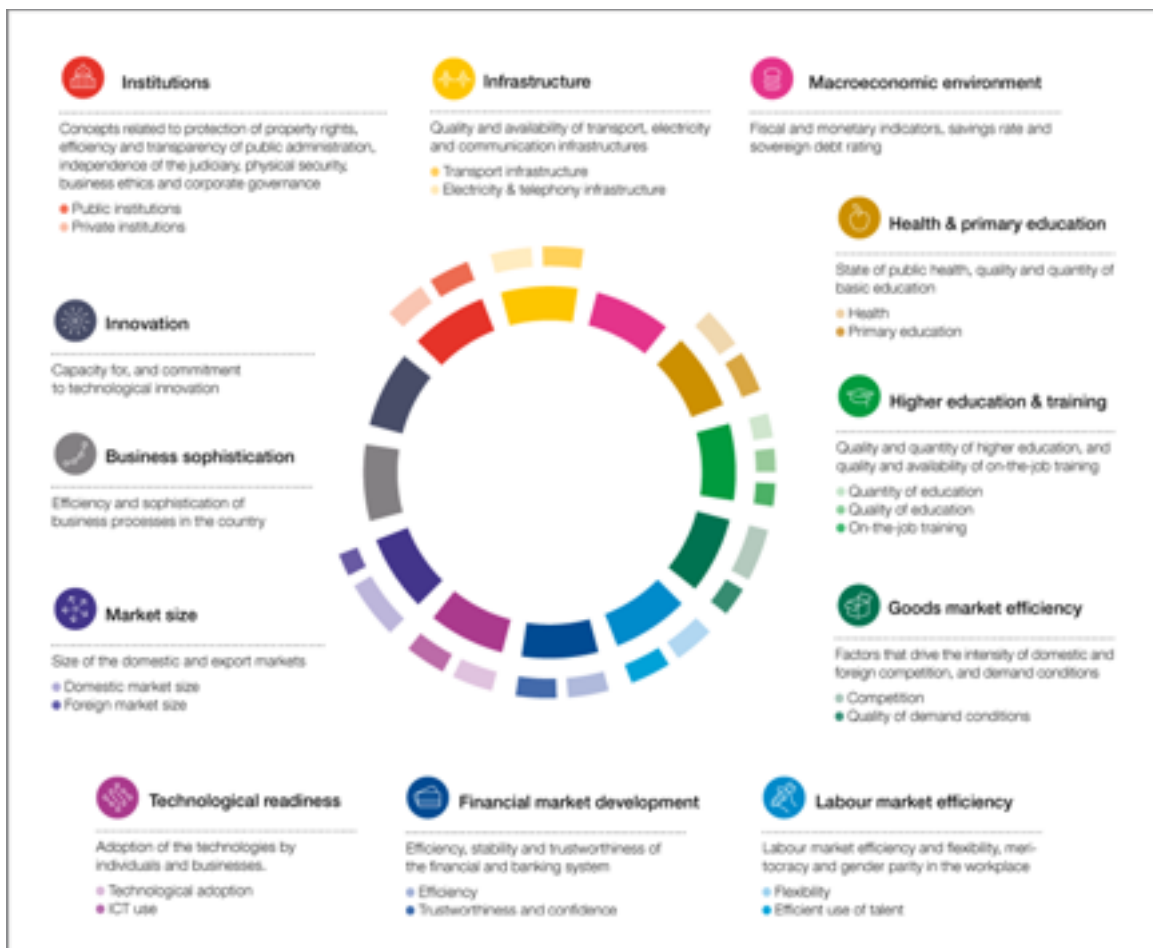 Institutions
Concepts related to protection of property rights,
efficiency and transparency of public administration,
independence of the judiciary, physical security,
business ethics and corporate governance
Public institutions
Private institutions
Infrastructure
Quality and availability of transport, electricity
and communication infrastructures
Transport infrastructure
Electricity & telephony infrastructure
Macroeconomic environment
Fiscal and monetary indicators, savings rate and
sovereign debt rating
Health & primary education
State of public health, quality and quantity of
basic education
Health
Primary education
Innovation
Capacity for, and commitment
to technological innovation
Higher education & training
Quality and quantity of higher education, and
quality and availability of on-the-job training
Quantity of education
Quality of education
On-the-job training
Business sophistication
Efficiency and sophistication of
business processes in the country
Market size
Size of the domestic and export markets
Domestic market size
Foreign market size
Goods market efficiency
Factors that drive the intensity of domestic and
foreign competition, and demand conditions
Competition
Quality of demand conditions
Technological readiness
Adoption of the technologies by
individuals and businesses.
Technological adoption
ICT use
Financial market development
Efficiency, stability and trustworthiness of
the financial and banking system
Efficiency
Trustworthiness and confidence
Labour market efficiency
Labour market efficiency and flexibility, meri-
tocracy and gender parity in the workplace
Flexibility
Efficient use of talent